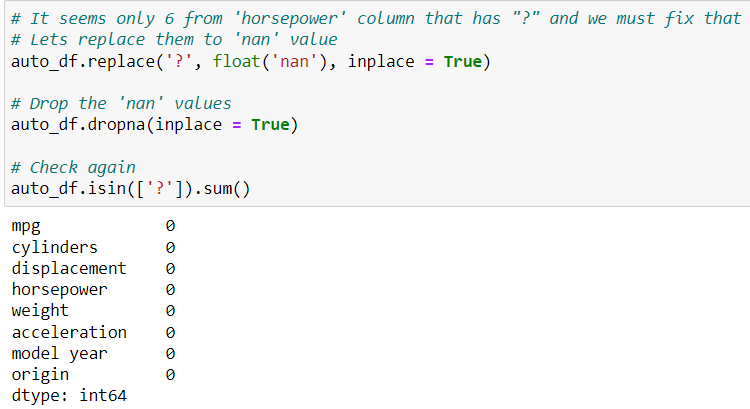 # It seems only 6 from 'horsepower' column that has "?" and we must fix that
# Lets replace them to 'nan' value
auto_df.replace('?', float('nan'), inplace = True)
# Drop the 'nan' values
auto_df.dropna(inplace = True)
# Check again
auto_df.isin(['?']).sum()
mpg 0
cylinders 0
displacement 0
horsepower 0
weight 0
acceleration 0
model year 0
origin 0
dtype: int64